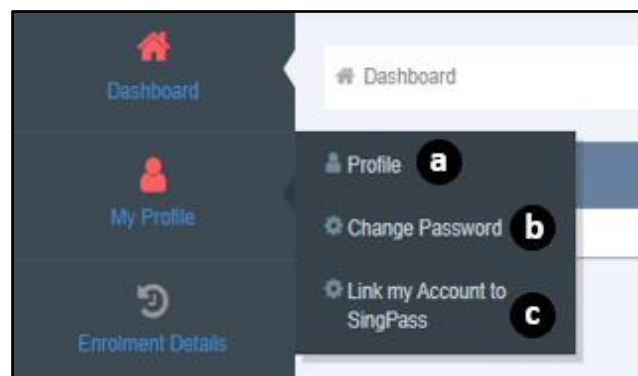 Dashboard
Dashboard
My Profile
Profile a
Change Password b
Link my Account to
SingPass c
Enrolment Details